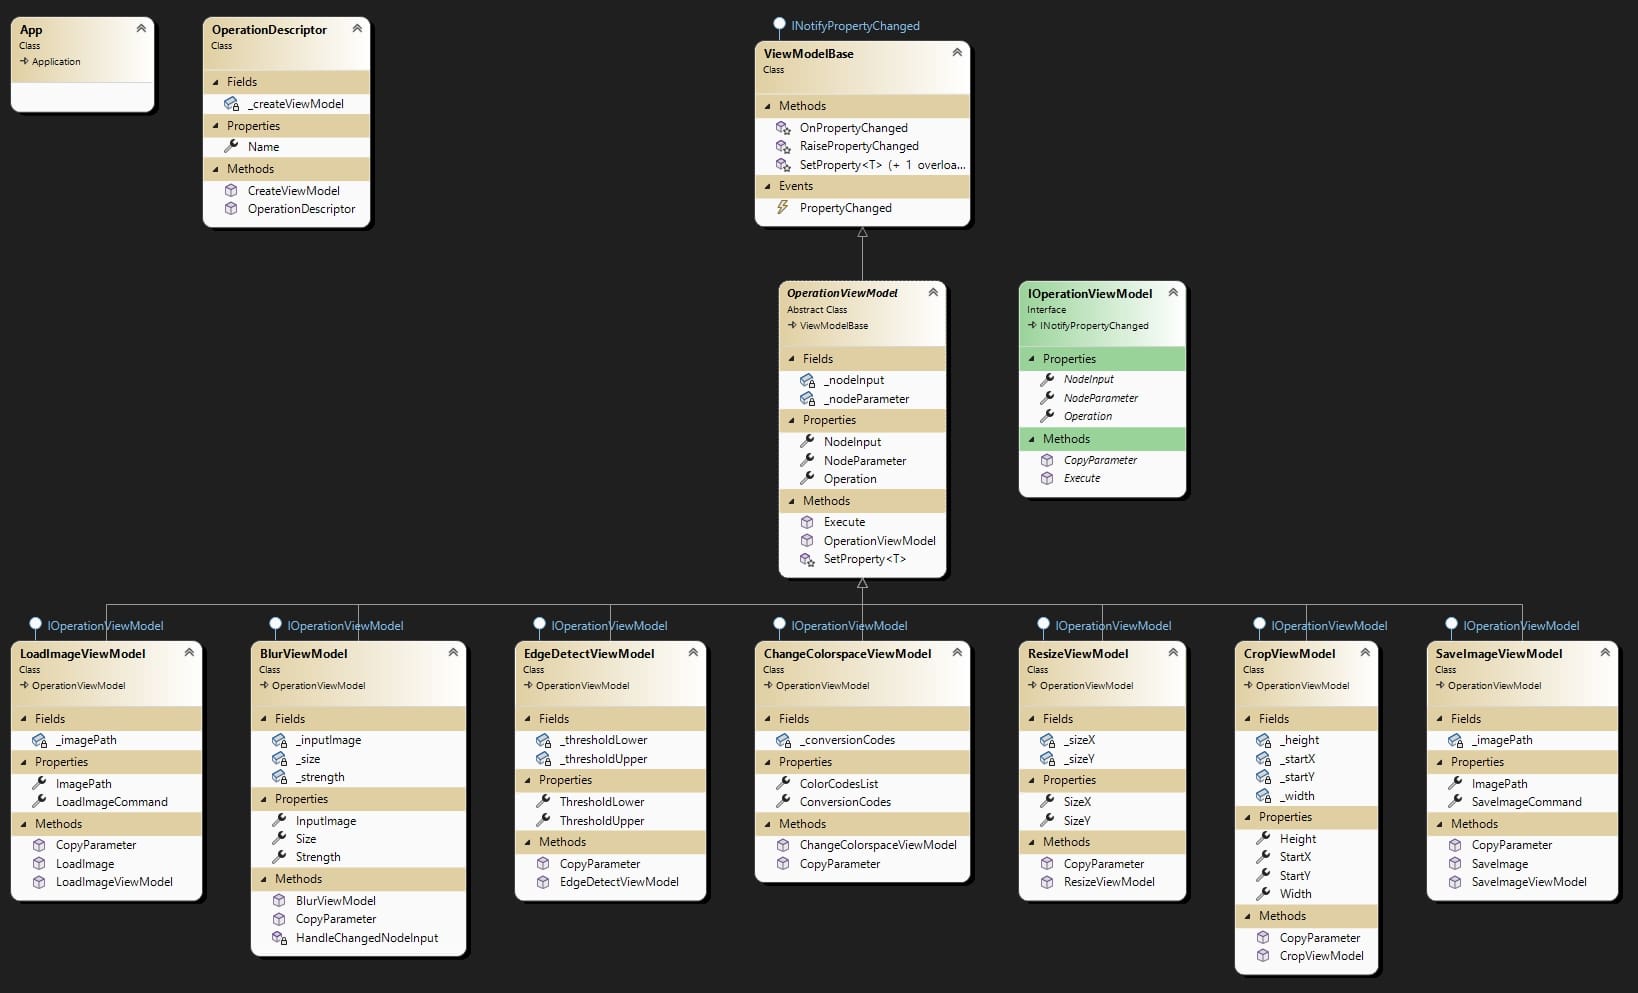 App
Class
Application
OperationDescriptor
Class
Fields
_createViewModel
Properties
Name
Methods
CreateViewModel
OperationDescriptor
INotifyPropertyChanged
ViewModelBase
Class
Methods
OnPropertyChanged
RaisePropertyChanged
SetProperty<T> (+ 1 overloa...
Events
PropertyChanged
OperationViewModel
Abstract Class
ViewModelBase
Fields
_nodeInput
_nodeParameter
Properties
NodeInput
NodeParameter
Operation
Methods
Execute
OperationViewModel
SetProperty<T>
IOperationViewModel
Interface
INotifyPropertyChanged
Properties
NodeInput
NodeParameter
Operation
Methods
CopyParameter
Execute
IOperationViewModel
LoadImageViewModel
Class
OperationViewModel
Fields
_imagePath
Properties
ImagePath
LoadImageCommand
Methods
CopyParameter
LoadImage
LoadImageViewModel
IOperationViewModel
BlurViewModel
Class
OperationViewModel
Fields
_inputImage
_size
_strength
Properties
InputImage
Size
Strength
Methods
BlurViewModel
CopyParameter
HandleChangedNodeInput
IOperationViewModel
EdgeDetectViewModel
Class
OperationViewModel
Fields
_thresholdLower
_thresholdUpper
Properties
ThresholdLower
ThresholdUpper
Methods
CopyParameter
EdgeDetectViewModel
IOperationViewModel
ChangeColorspaceViewModel
Class
OperationViewModel
Fields
_conversionCodes
Properties
ColorCodesList
ConversionCodes
Methods
ChangeColorspaceViewModel
CopyParameter
IOperationViewModel
ResizeViewModel
Class
OperationViewModel
Fields
_sizeX
_sizeY
Properties
SizeX
SizeY
Methods
CopyParameter
ResizeViewModel
IOperationViewModel
CropViewModel
Class
OperationViewModel
Fields
_height
_startX
_startY
_width
Properties
Height
StartX
StartY
Width
Methods
CopyParameter
CropViewModel
IOperationViewModel
SaveImageViewModel
Class
OperationViewModel
Fields
_imagePath
Properties
ImagePath
SaveImageCommand
Methods
CopyParameter
SaveImage
SaveImageViewModel